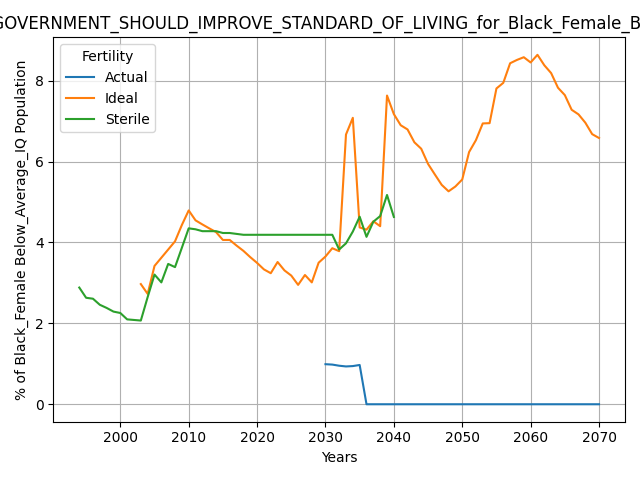 GOVERNMENT_SHOULD_IMPROVE_STANDARD_OF_LIVING_for_Black_Female_B
Fertility
Actual
Ideal
Sterile
% of Black_Female Below_Average_IQ Population
8
6
4
2
0
2000 2010 2020 2030 2040 2050 2060 2070
Years